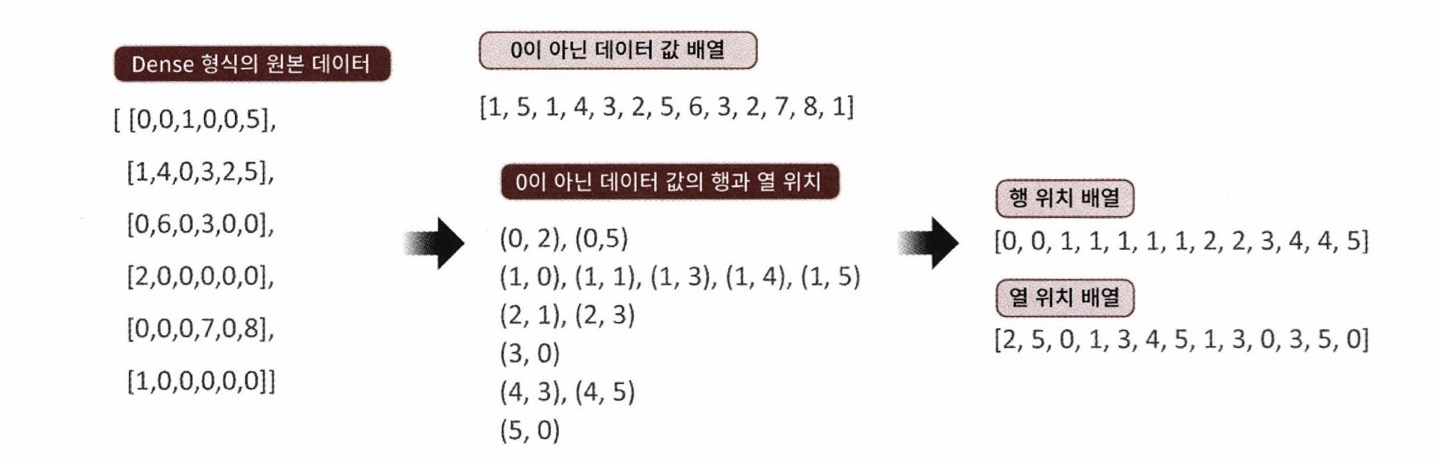 Dense 형식의 원본 데이터
[ [0,0,1,0,0,5],
[1,4,0,3,2,5],
[0,6,0,3,0,0],
[2,0,0,0,0,0],
[0,0,0,7,0,8],
[1,0,0,0,0,0]]
0이 아닌 데이터 값 배열
[1, 5, 1, 4, 3, 2, 5, 6, 3, 2, 7, 8, 1]
0이 아닌 데이터 값의 행과 열 위치
(0, 2), (0,5)
(1, 0), (1, 1), (1, 3), (1, 4), (1, 5)
(2, 1), (2, 3)
(3, 0)
(4, 3), (4, 5)
(5, 0)
행 위치 배열
[0, 0, 1, 1, 1, 1, 1, 2, 2, 3, 4, 4, 5]
열 위치 배열
[2, 5, 0, 1, 3, 4, 5, 1, 3, 0, 3, 5, 0]